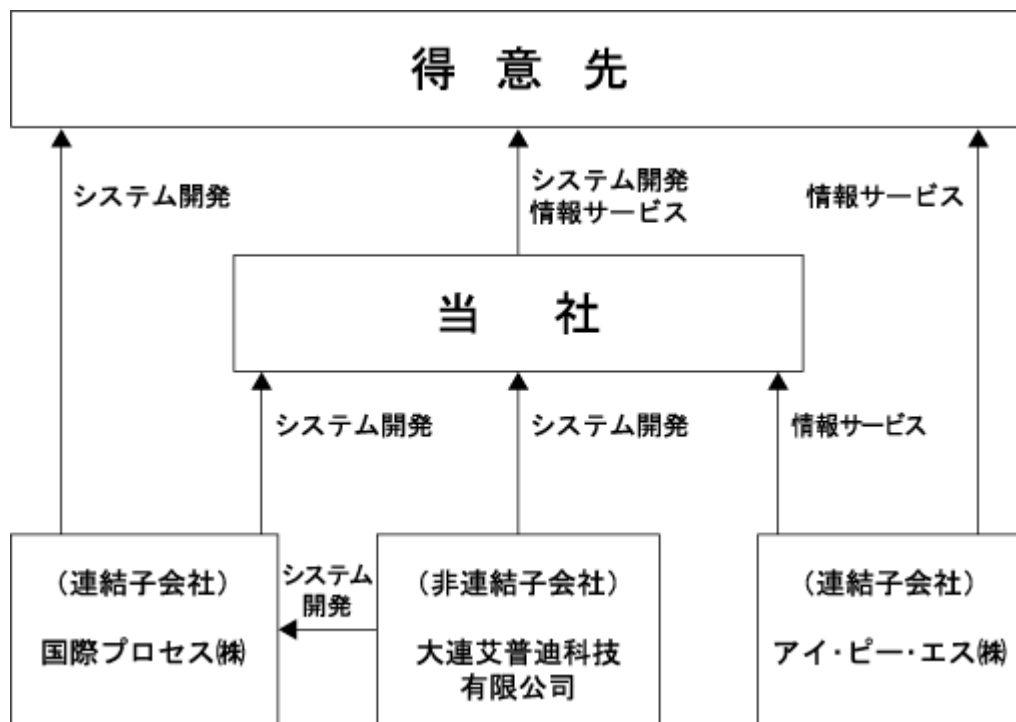 得意先
システム開発
システム開発
情報サービス
情報サービス
当社
システム開発
システム開発
情報サービス
（連結子会社）
国際プロセス㈱
システム
開発
（非連結子会社）
大連艾普迪科技
有限公司
（連結子会社）
アイ・ピー・エス㈱